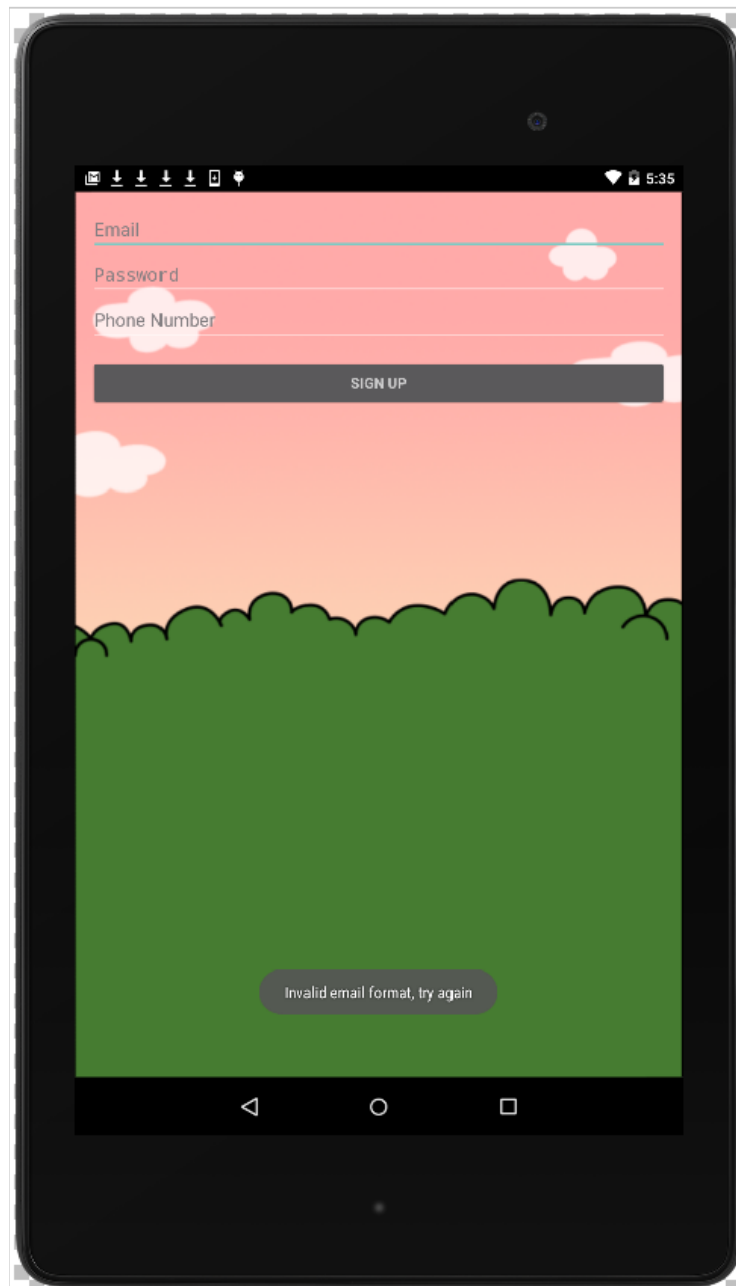 5:35
Email
Password
Phone Number
SIGN UP
Invalid email format, try again